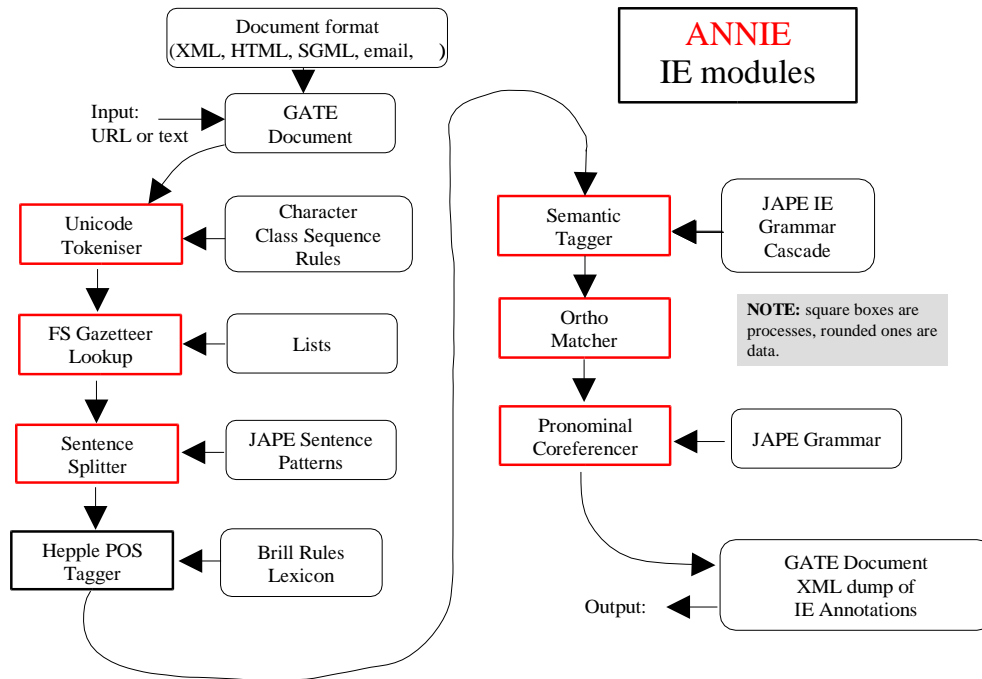 Document format
(XML, HTML, SGML, email, )
Input:
URL or text
GATE
Document
Unicode
Tokeniser
Character
Class Sequence
Rules
FS Gazetteer
Lookup
Lists
Sentence
Splitter
JAPE Sentence
Patterns
Hepple POS
Tagger
Brill Rules
Lexicon
ANNIE
IE modules
Semantic
Tagger
JAPE IE
Grammar
Cascade
Ortho
Matcher
NOTE: square boxes are
processes, rounded ones are
data.
Pronominal
Coreferencer
JAPE Grammar
GATE Document
XML dump of
IE Annotations
Output: